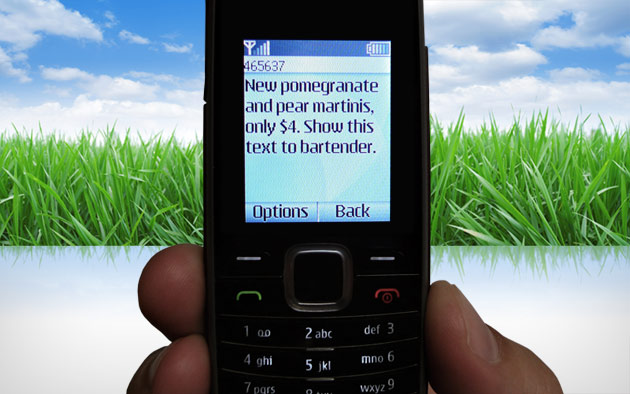 465637
New pomegranate
and pear martinis,
only $4. Show this
text to bartender.
Options Back
1 2 abc def 3
4 ghi 5 jkl mno 6
7 pqrs wxyz 9